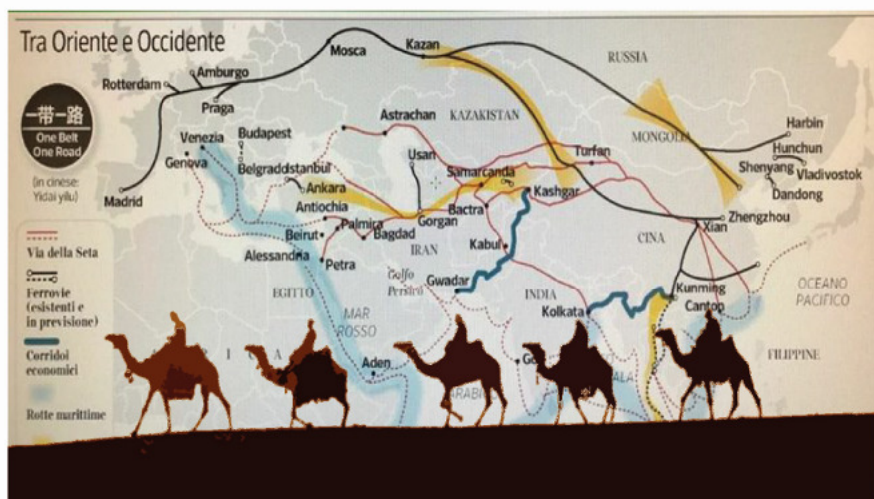 Tra Oriente e Occidente
一带一路
One Belt
One Road
(in cinese:
Yidai yilu)
Via della Seta
Ferrovie
(esistenti e
in previsione)
Corridoi
economici
Rotte marittime
Mosca
Kazan
RUSSIA
Amburgo
Rotterdam
Praga
Astrachan
KAZAKISTAN
Harbin
MONGOLIA
Hunchun
Venezia
Budapest
Turfan
Shenyang
Vladivostok
Genova
Belgrado
Istanbul
Usan
Samarcanda
Dandong
Madrid
Ankara
Kashgar
Antiochia
Palmira
Gorgan
Bactra
Xian
Zhengzhou
Beirut
Bagdad
IRAN
Kabul
CINA
Alessandria
Petra
Golfo
Persico
Gwadar
INDIA
Kunming
OCEANO
PACIFICO
EGITTO
MAR
ROSSO
Kolkata
Canton
FILIPPINE
Aden